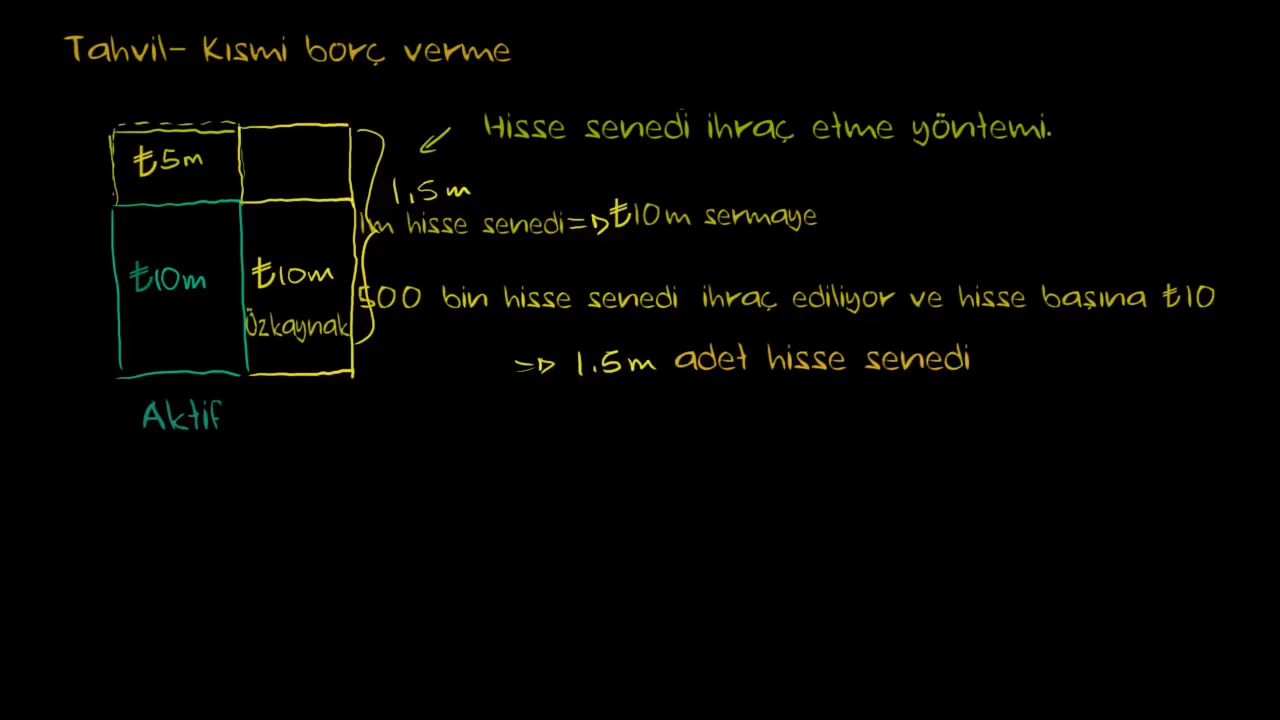 Tahvil- Kısmi borç verme
Hisse senedi ihraç etme yöntemi.
₺5m
1,5m
1m hisse senedi=>₺10m sermaye
₺10m
₺10m
500 bin hisse senedi ihraç ediliyor ve hisse başına ₺10
Üzkaynak
=> 1.5m adet hisse senedi
Aktif